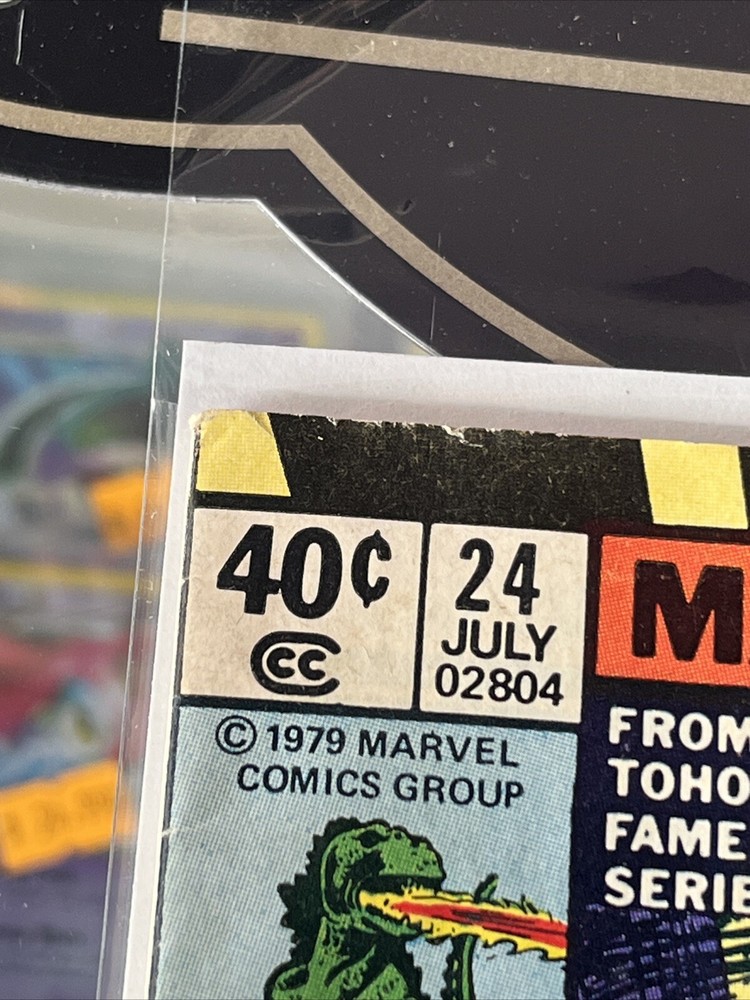 40¢
CC
24
JULY
02804
M
© 1979 MARVEL
COMICS GROUP
FROM
TOHO
FAME
SERIE